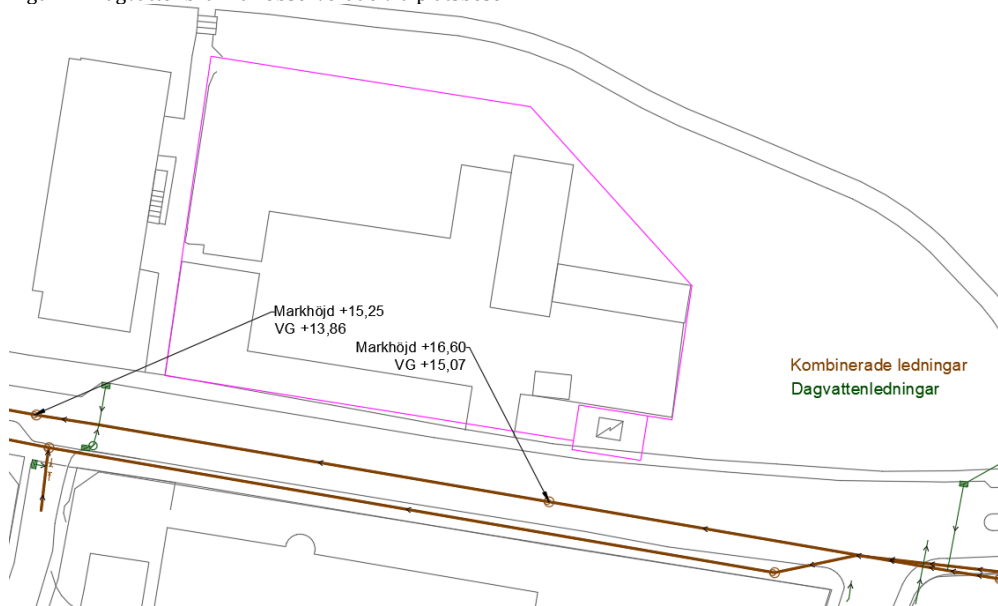 Markhöjd +15,25
VG +13,86
Markhöjd +16,60
VG +15,07
Kombinerade ledningar
Dagvattenledningar